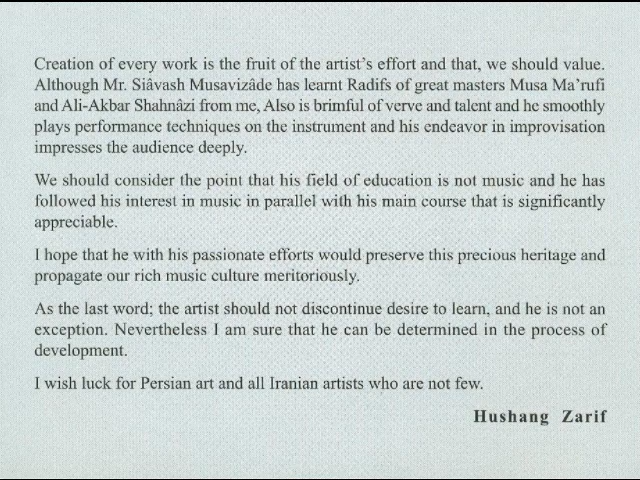 Creation of every work is the fruit of the artist's effort and that, we should value.
Although Mr. Siâvash Musavizâde has learnt Radifs of great masters Musa Ma'rufi
and Ali-Akbar Shahnâzi from me, Also is brimful of verve and talent and he smoothly
plays performance techniques on the instrument and his endeavor in improvisation
impresses the audience deeply.
We should consider the point that his field of education is not music and he has
followed his interest in music in parallel with his main course that is significantly
appreciable.
I hope that he with his passionate efforts would preserve this precious heritage and
propagate our rich music culture meritoriously.
As the last word; the artist should not discontinue desire to learn, and he is not an
exception. Nevertheless I am sure that he can be determined in the process of
development.
I wish luck for Persian art and all Iranian artists who are not few.
Hushang Zarif